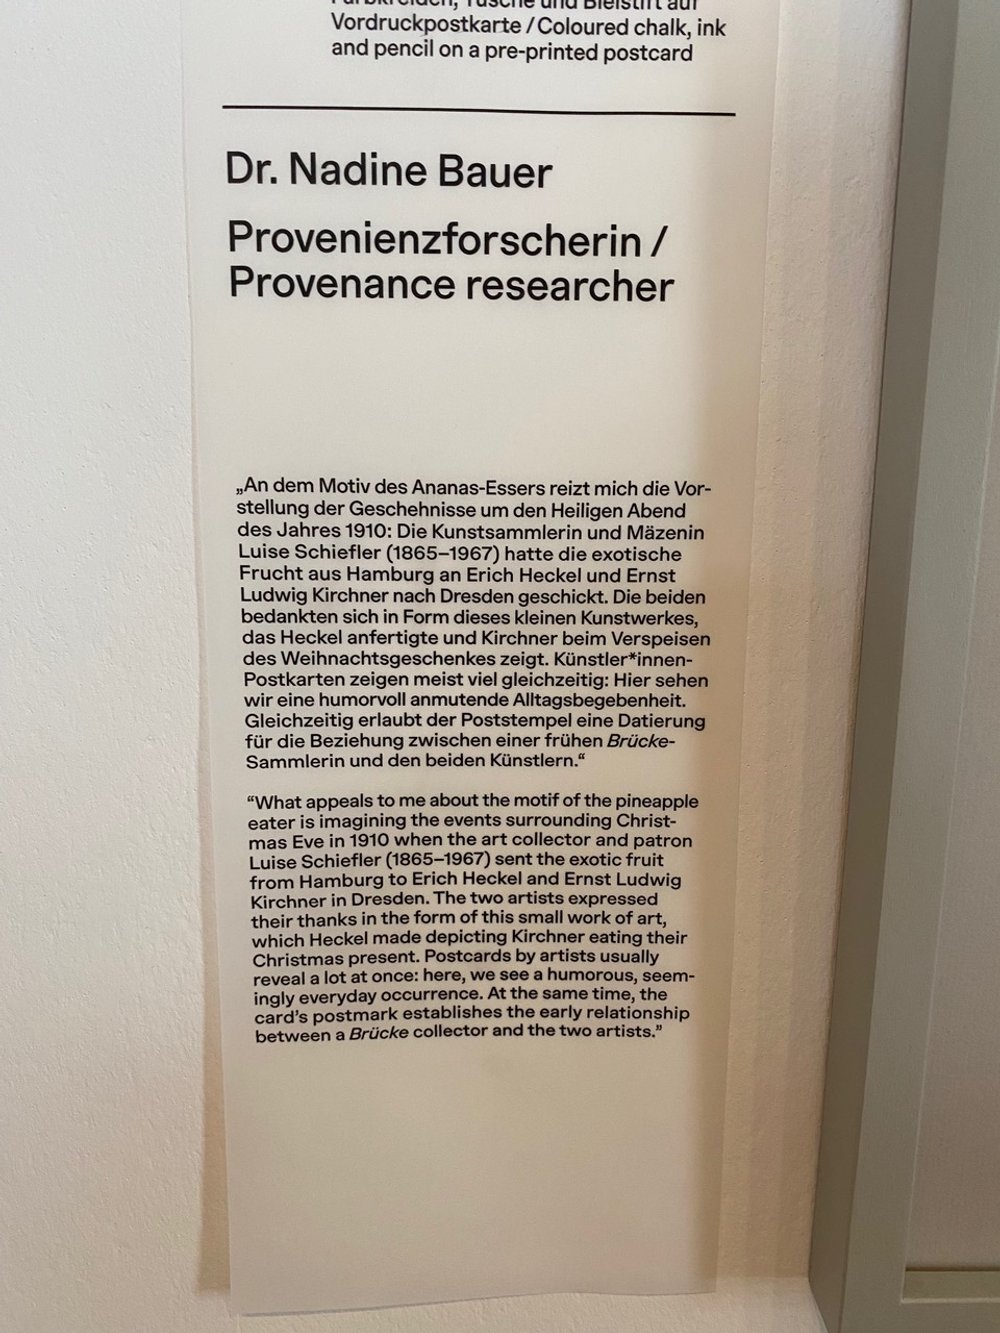 Farbkreiden, Tusche und Bleistift auf
Vordruckpostkarte / Coloured chalk, ink
and pencil on a pre-printed postcard
Dr. Nadine Bauer
Provenienzforscherin /
Provenance researcher
„An dem Motiv des Ananas-Essers reizt mich die Vor-
stellung der Geschehnisse um den Heiligen Abend
des Jahres 1910: Die Kunstsammlerin und Mäzenin
Luise Schiefler (1865–1967) hatte die exotische
Frucht aus Hamburg an Erich Heckel und Ernst
Ludwig Kirchner nach Dresden geschickt. Die beiden
bedankten sich in Form dieses kleinen Kunstwerkes,
das Heckel anfertigte und Kirchner beim Verspeisen
des Weihnachtsgeschenkes zeigt. Künstler*innen-
Postkarten zeigen meist viel gleichzeitig: Hier sehen
wir eine humorvoll anmutende Alltagsbegebenheit.
Gleichzeitig erlaubt der Poststempel eine Datierung
für die Beziehung zwischen einer frühen Brücke-
Sammlerin und den beiden Künstlern.“
“What appeals to me about the motif of the pineapple
eater is imagining the events surrounding Christ-
mas Eve in 1910 when the art collector and patron
Luise Schiefler (1865–1967) sent the exotic fruit
from Hamburg to Erich Heckel and Ernst Ludwig
Kirchner in Dresden. The two artists expressed
their thanks in the form of this small work of art,
which Heckel made depicting Kirchner eating their
Christmas present. Postcards by artists usually
reveal a lot at once: here, we see a humorous, seem-
ingly everyday occurrence. At the same time, the
card’s postmark establishes the early relationship
between a Brücke collector and the two artists.”